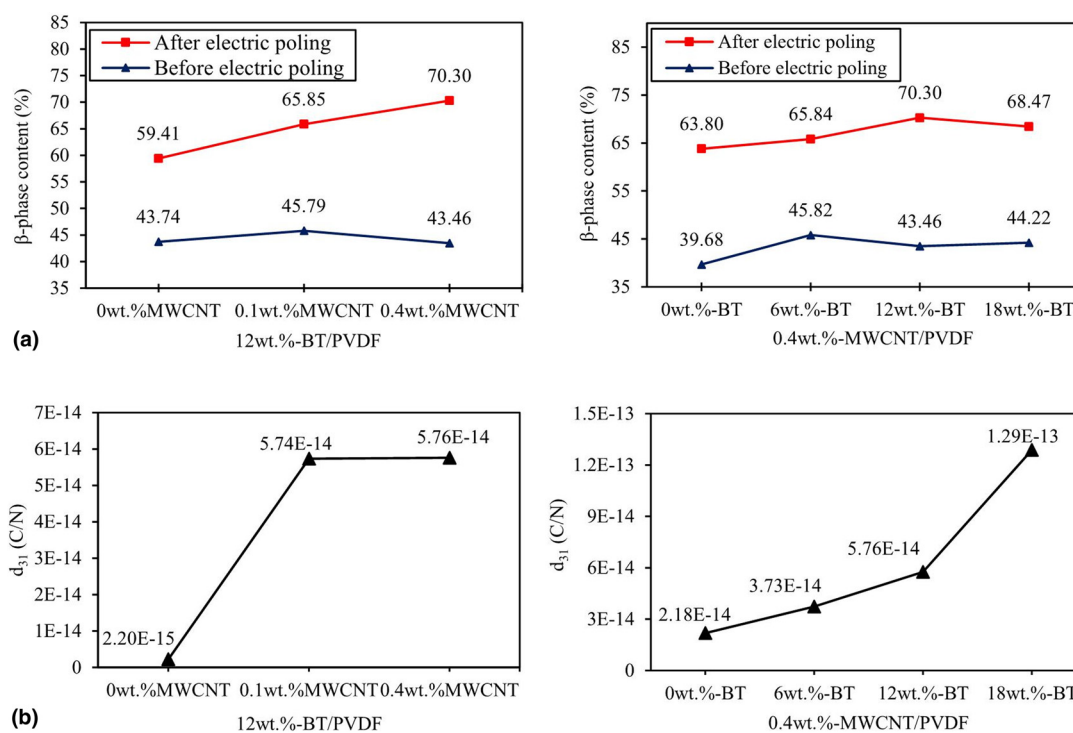 85
80
75
70
65
60
55
50
45
40
35
β-phase content (%)
After electric poling
Before electric poling
59.41
65.85
70.30
43.74
45.79
43.46
0wt.%MWCNT
0.1wt.%MWCNT
0.4wt.%MWCNT
12wt.%-BT/PVDF
85
75
65
55
45
35
β-phase content (%)
After electric poling
Before electric poling
63.80
65.84
70.30
68.47
39.68
45.82
43.46
44.22
0wt.%-BT
6wt.%-BT
12wt.%-BT
18wt.%-BT
0.4wt.%-MWCNT/PVDF
(a)
7E-14
6E-14
5E-14
4E-14
3E-14
2E-14
1E-14
0
d31 (C/N)
2.20E-15
5.74E-14
5.76E-14
0wt.%MWCNT
0.1wt.%MWCNT
0.4wt.%MWCNT
12wt.%-BT/PVDF
1.5E-13
1.2E-13
9E-14
6E-14
3E-14
0
d31 (C/N)
2.18E-14
3.73E-14
5.76E-14
1.29E-13
0wt.%-BT
6wt.%-BT
12wt.%-BT
18wt.%-BT
0.4wt.%-MWCNT/PVDF
(b)